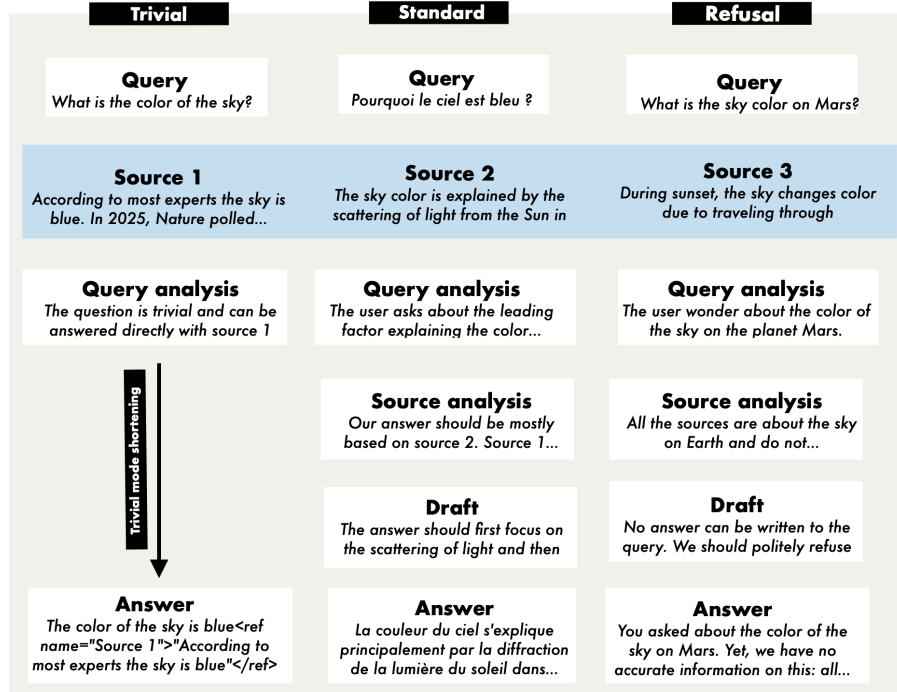 Trivial
Standard
Refusal
Query
What is the color of the sky?
Query
Pourquoi le ciel est bleu ?
Query
What is the sky color on Mars?
Source 1
According to most experts the sky is
blue. In 2025, Nature polled...
Source 2
The sky color is explained by the
scattering of light from the Sun in
Source 3
During sunset, the sky changes color
due to traveling through
Query analysis
The question is trivial and can be
answered directly with source 1
Query analysis
The user asks about the leading
factor explaining the color...
Query analysis
The user wonder about the color of
the sky on the planet Mars.
Trivial mode shortening
Source analysis
Our answer should be mostly
based on source 2. Source 1...
Source analysis
All the sources are about the sky
on Earth and do not...
Draft
The answer should first focus on
the scattering of light and then
Draft
No answer can be written to the
query. We should politely refuse
Answer
The color of the sky is blue<ref
name="Source 1">"According to
most experts the sky is blue"</ref>
Answer
La couleur du ciel s'explique
principalement par la diffraction
de la lumière du soleil dans...
Answer
You asked about the color of the
sky on Mars. Yet, we have no
accurate information on this: all...